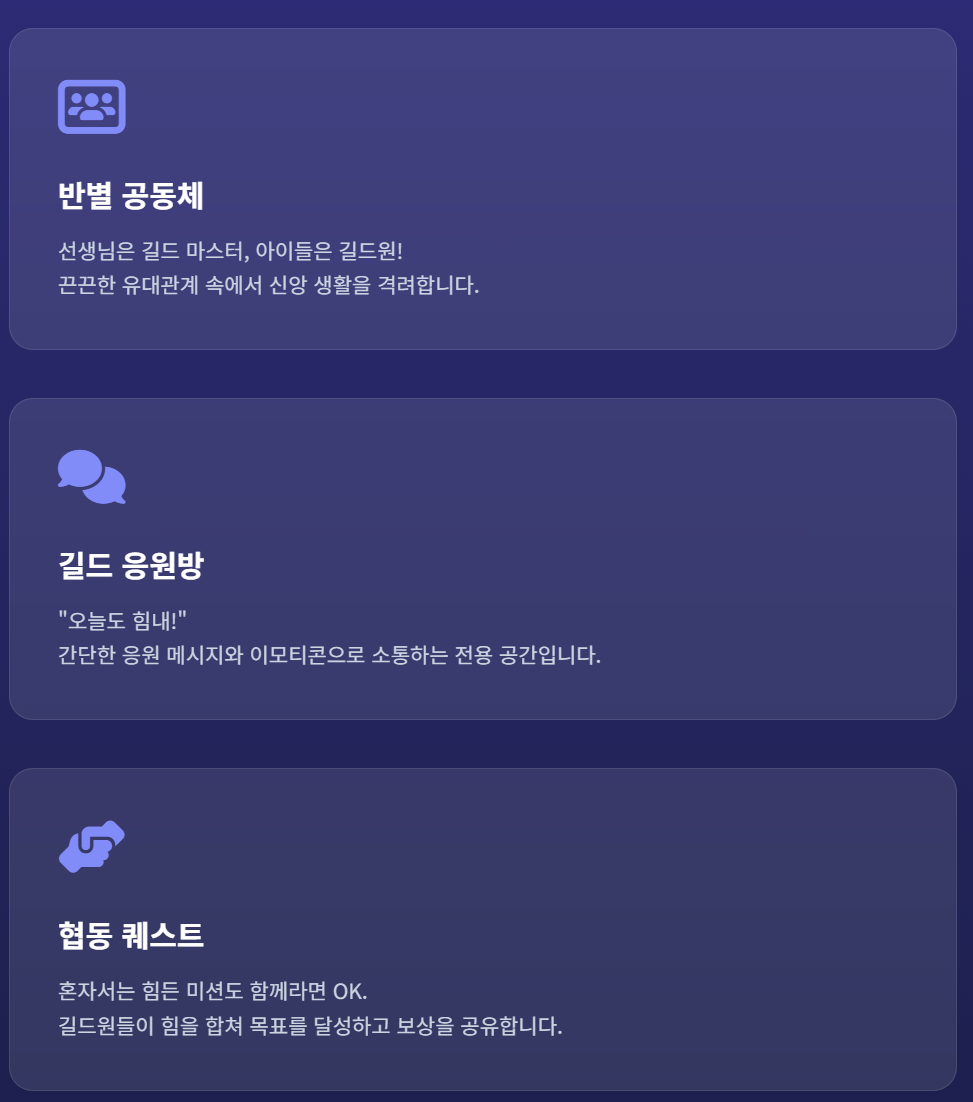 반별 공동체
선생님은 길드 마스터, 아이들은 길드원!
끈끈한 유대관계 속에서 신앙 생활을 격려합니다.
길드 응원방
"오늘도 힘내!"
간단한 응원 메시지와 이모티콘으로 소통하는 전용 공간입니다.
협동 퀘스트
혼자서는 힘든 미션도 함께라면 OK.
길드원들이 힘을 합쳐 목표를 달성하고 보상을 공유합니다.